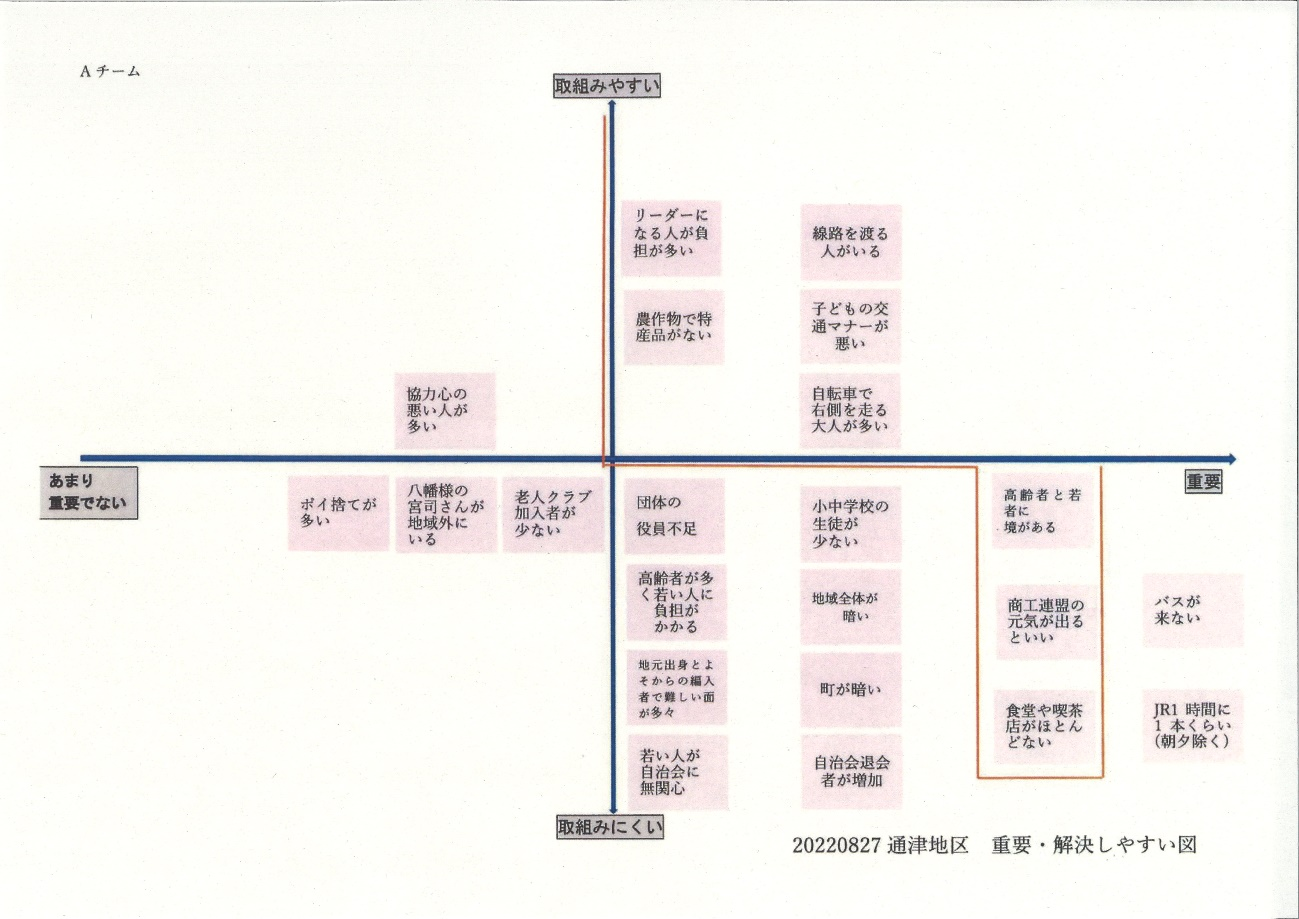 A チーム
取組みやすい
リーダーに
なる人が負
担が多い
線路を渡る
人がいる
農作物で特
産品がない
子どもの交
通マナーが
悪い
協力心の
悪い人が
多い
自転車で
右側を走る
大人が多い
あまり
重要でない
重要
ポイ捨てが
多い
八幡様の
宮司さんが
地域外に
いる
老人クラブ
加入者が
少ない
団体の
役員不足
小中学校の
生徒が
少ない
高齢者と若
者に
境がある
高齢者が多
く若い人に
負担が
かかる
地域全体が
暗い
商工連盟の
元気が出る
といい
バスが
来ない
地元出身とよ
そからの編入
者で難しい面
が多々
町が暗い
食堂や喫茶
店がほとん
どない
JR1 時間に
1 本くらい
(朝夕除く)
若い人が
自治会に
無関心
自治会退会
者が増加
取組みにくい
20220827 通津地区　重要・解決しやすい図